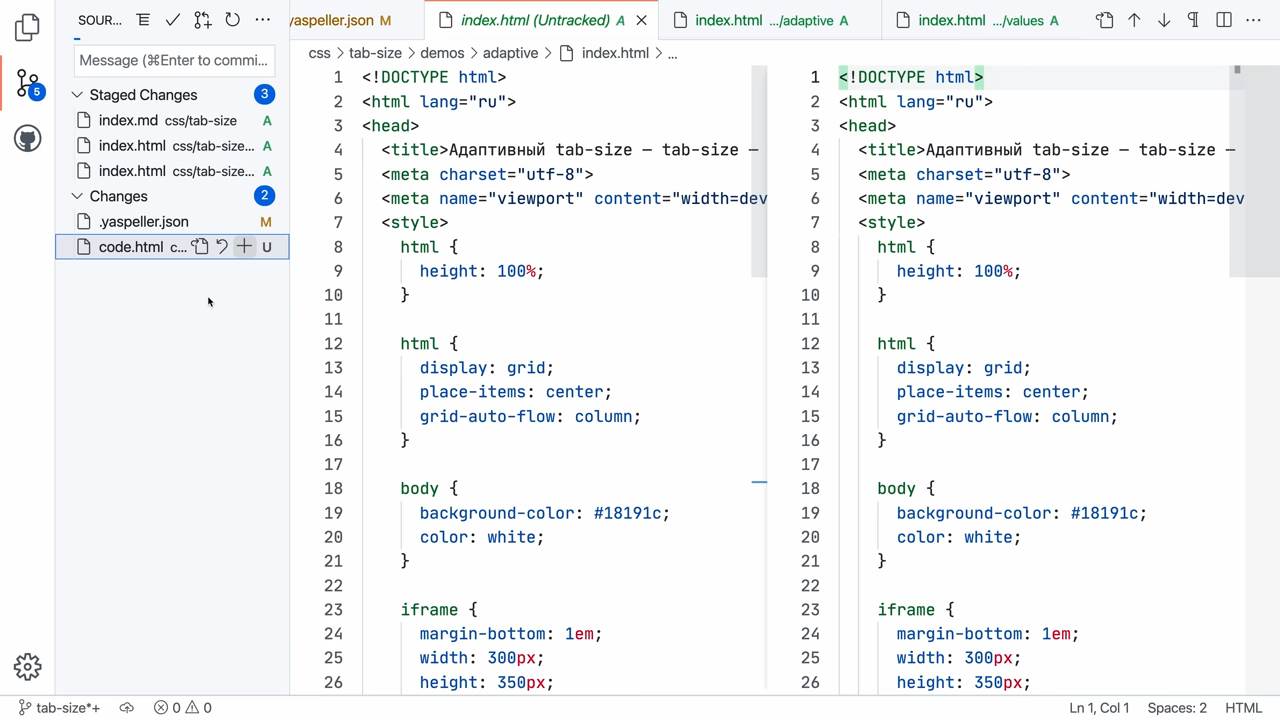 SOUR...
Message (⌘Enter to commi...
5
Staged Changes 3
index.md css/tab-size A
index.html css/tab-size... A
index.html css/tab-size... A
Changes 2
.yaspeller.json M
code.html c... U
yaspeller.json M
index.html (Untracked) A
index.html .../adaptive A
index.html .../values A
css > tab-size > demos > adaptive > index.html > ...
1 <!DOCTYPE html>
2 <html lang="ru">
3 <head>
4 <title>Адаптивный tab-size — tab-size —
5 <meta charset="utf-8">
6 <meta name="viewport" content="width=dev
7 <style>
8 html {
9 height: 100%;
10 }
11
12 html {
13 display: grid;
14 place-items: center;
15 grid-auto-flow: column;
16 }
17
18 body {
19 background-color: #18191c;
20 color: white;
21 }
22
23 iframe {
24 margin-bottom: 1em;
25 width: 300px;
26 height: 350px;
1 <!DOCTYPE html>
2 <html lang="ru">
3 <head>
4 <title>Адаптивный tab-size —
5 <meta charset="utf-8">
6 <meta name="viewport" content="width=dev
7 <style>
8 html {
9 height: 100%;
10 }
11
12 html {
13 display: grid;
14 place-items: center;
15 grid-auto-flow: column;
16 }
17
18 body {
19 background-color: #18191c;
20 color: white;
21 }
22
23 iframe {
24 margin-bottom: 1em;
25 width: 300px;
26 height: 350px;
tab-size*+ 0 0 Ln 1, Col 1 Spaces: 2 HTML